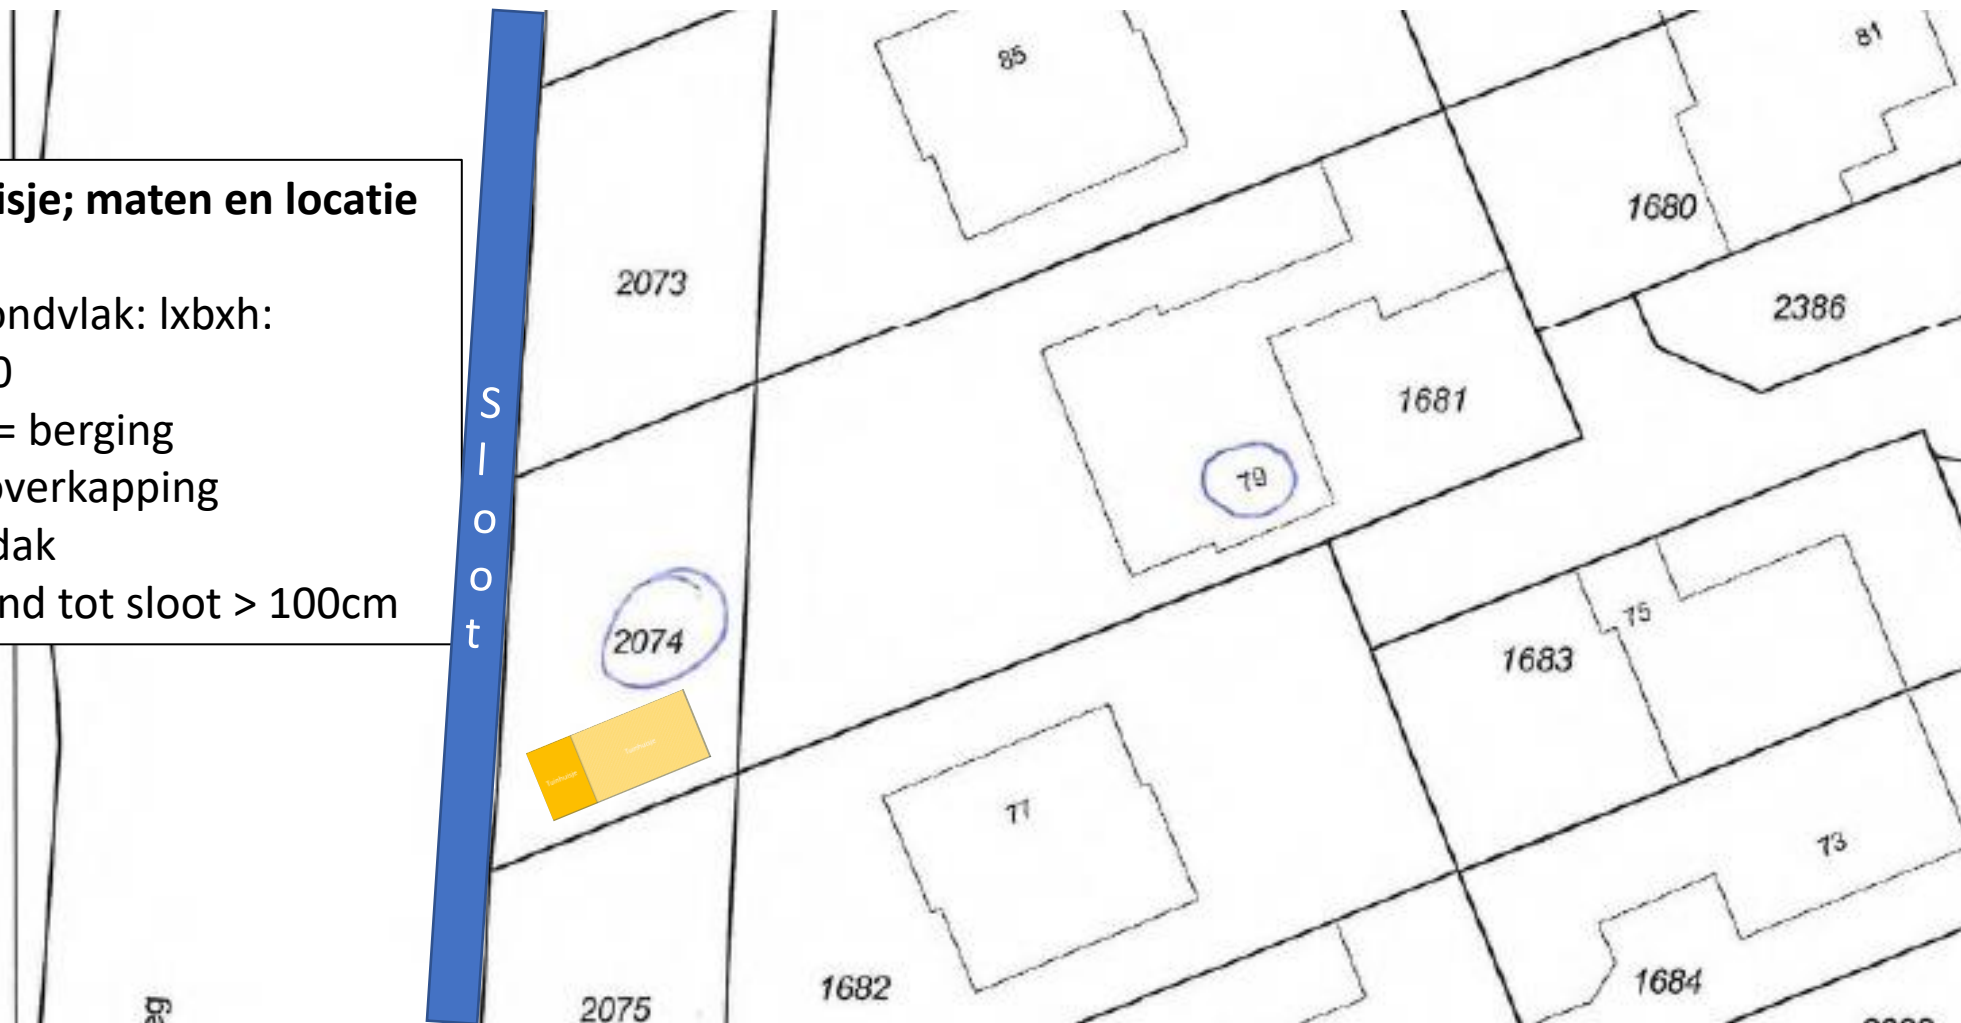 isje; maten en locatie
ondvlak: lxbxh:
0
= berging
overkapping
dak
nd tot sloot > 100cm
Sloot
85
81
1680
2073
2386
1681
79
2074
75
1683
77
73
1682
1684
2075